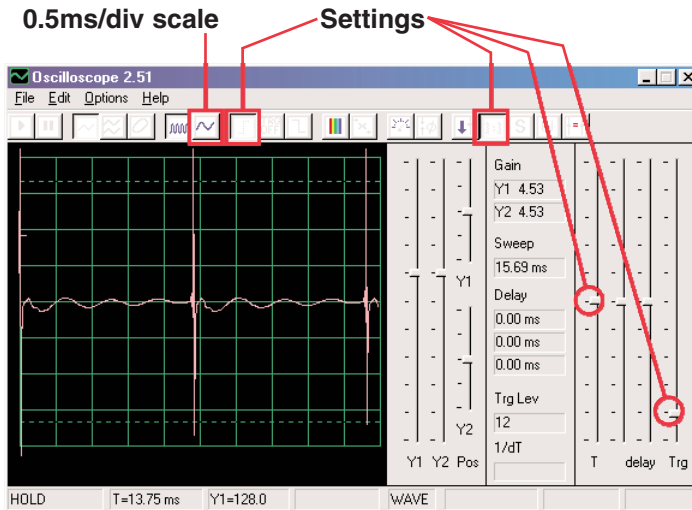 0.5ms/div scale
Settings
Oscilloscope 2.51
File Edit Options Help
Gain
Y1 4.53
Y2 4.53
Sweep
15.69 ms
Delay
0.00 ms
0.00 ms
0.00 ms
Trg Lev
12
1/dT
Y1
Y2
Y1 Y2 Pos
T delay Trg
HOLD T=13.75 ms Y1=128.0 WAVE